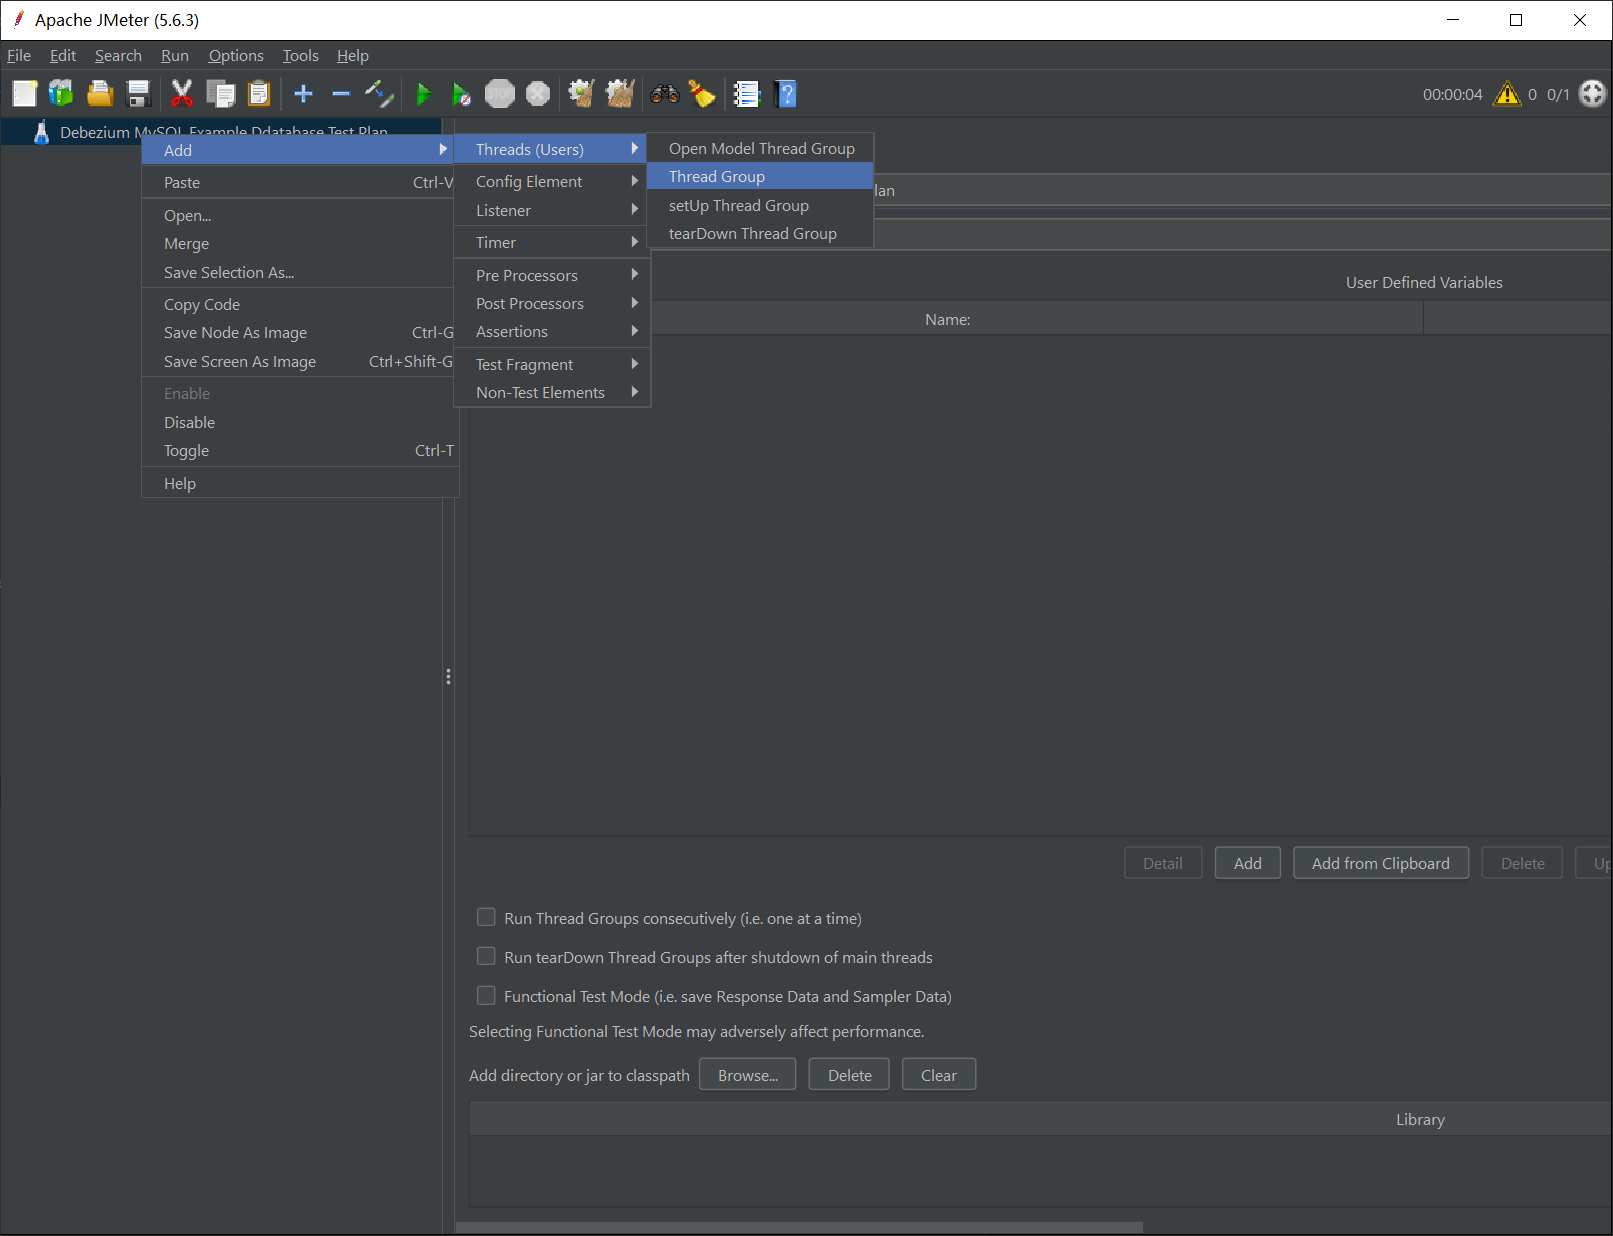 Apache JMeter (5.6.3)
File Edit Search Run Options Tools Help
STOP
00:00:04 0 0/1
Debezium MySQL Example Ddatabase Test Plan
Add
Paste Ctrl-V
Open...
Merge
Save Selection As...
Copy Code
Save Node As Image Ctrl-G
Save Screen As Image Ctrl+Shift-G
Enable
Disable
Toggle Ctrl-T
Help
Threads (Users)
Config Element
Listener
Timer
Pre Processors
Post Processors
Assertions
Test Fragment
Non-Test Elements
Open Model Thread Group
Thread Group
setUp Thread Group
tearDown Thread Group
lan
User Defined Variables
Name:
Detail Add Add from Clipboard Delete Up
Run Thread Groups consecutively (i.e. one at a time)
Run tearDown Thread Groups after shutdown of main threads
Functional Test Mode (i.e. save Response Data and Sampler Data)
Selecting Functional Test Mode may adversely affect performance.
Add directory or jar to classpath Browse... Delete Clear
Library